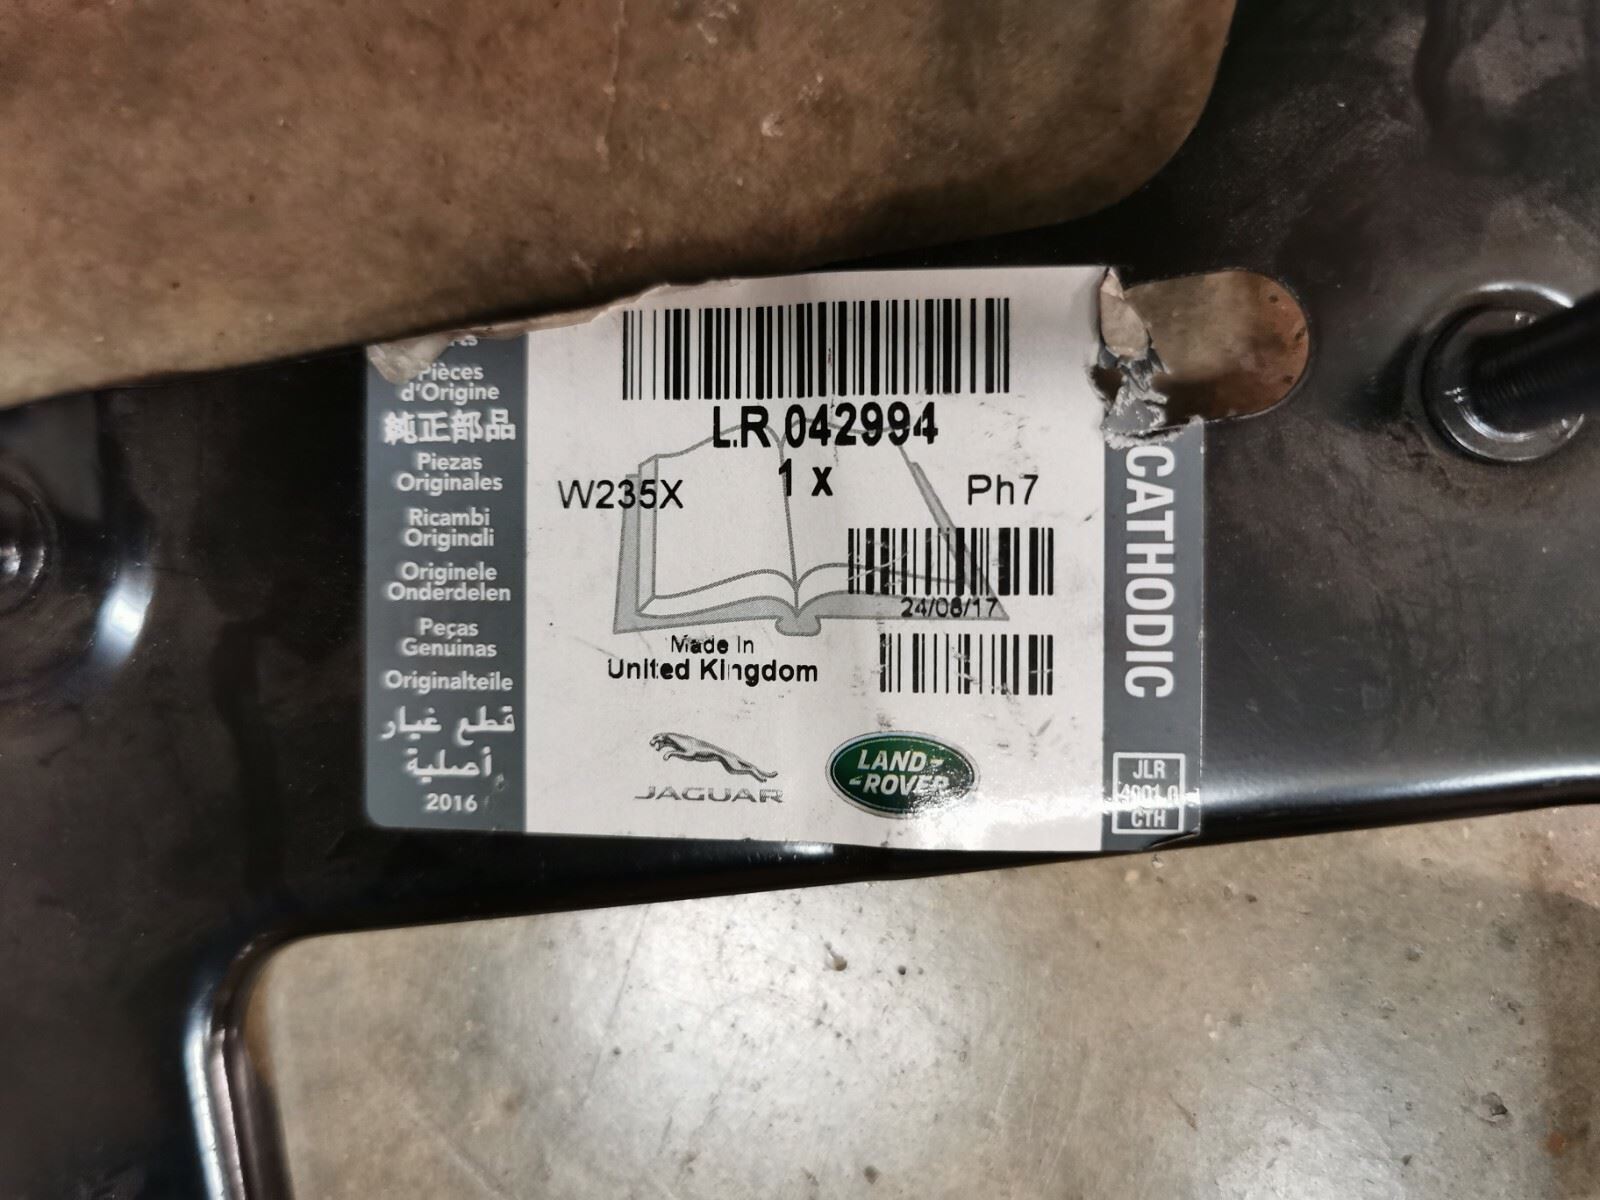 Pièces
d'Origine
純正部品
Piezas
Originales
Ricambi
Originali
Originele
Onderdelen
Peças
Genuinas
Originalteile
قطع غيار
أصلية
2016
LR 042994
1 x
W235X
Ph7
24/08/17
Made In
United Kingdom
JAGUAR
LAND-
-ROVER
CATHODIC
JLR
CTH